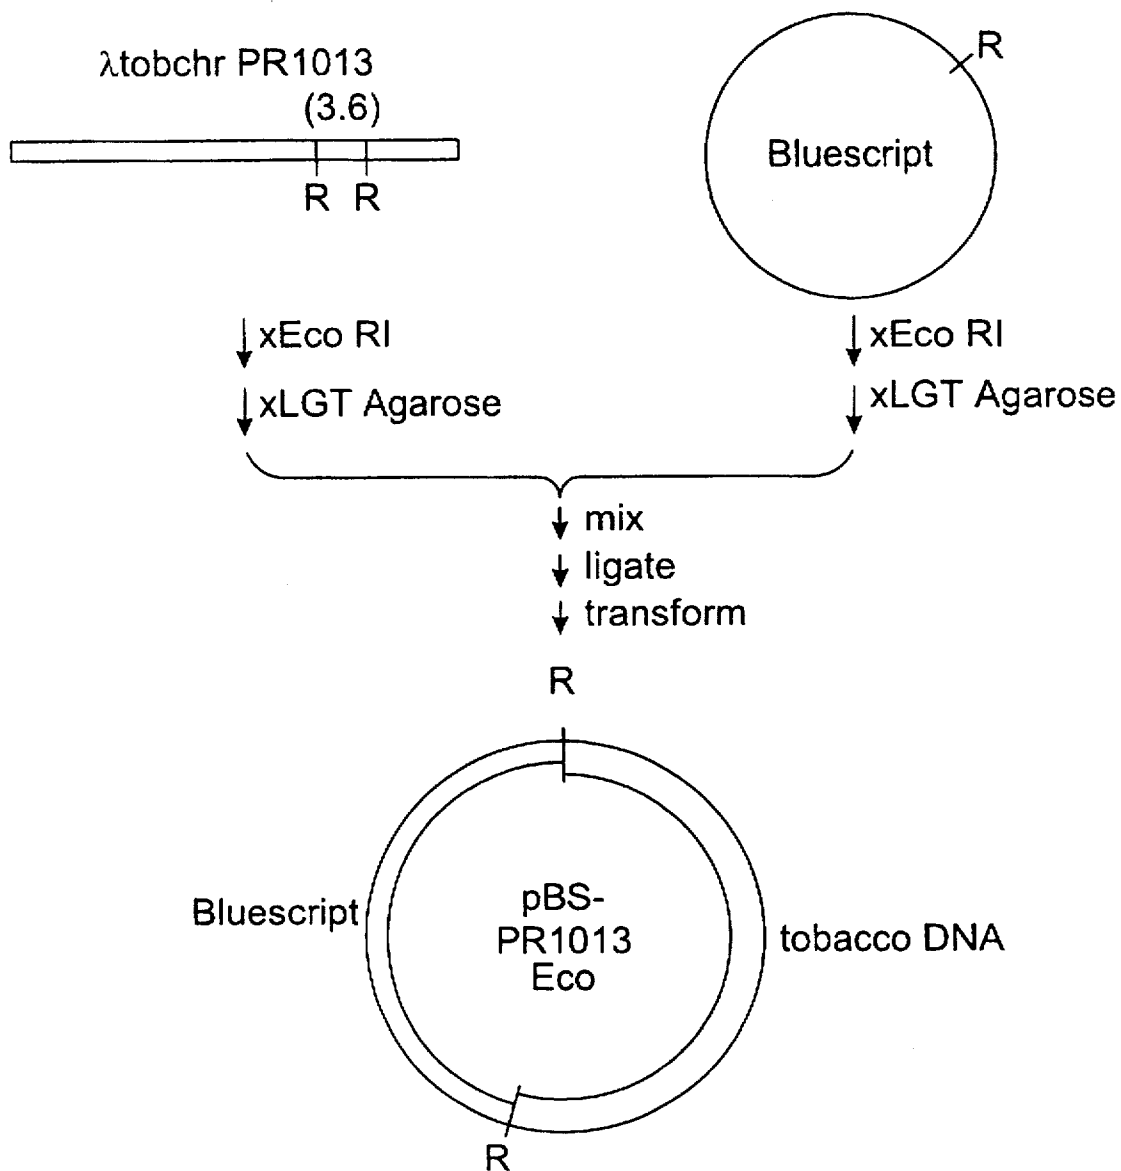 λtobchr PR1013
(3.6)
R R
R
Bluescript
xEco RI
xLGT Agarose
xEco RI
xLGT Agarose
mix
ligate
transform
R
Bluescript
pBS-
PR1013
Eco
tobacco DNA
R